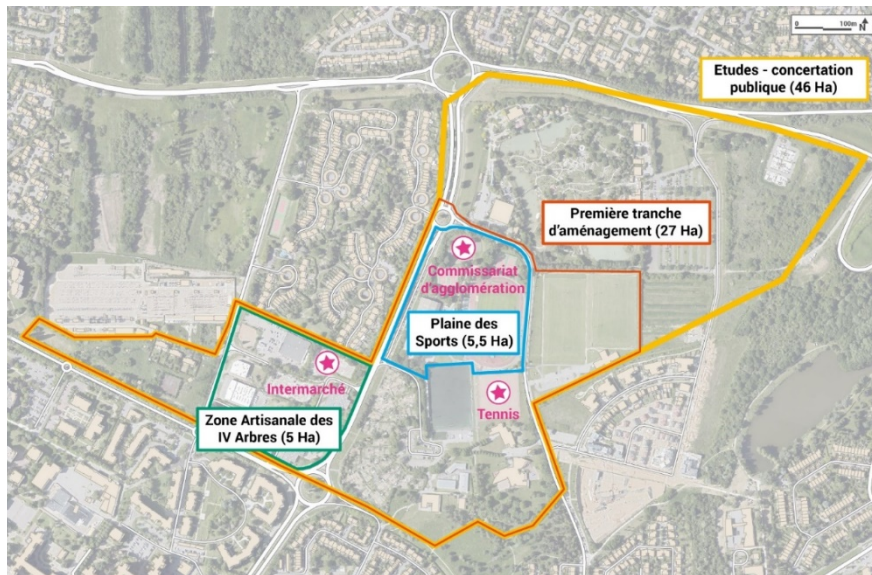 0 100m N
Etudes - concertation
publique (46 Ha)
Première tranche
d'aménagement (27 Ha)
Commissariat
d'agglomération
Plaine des
Sports (5,5 Ha)
Intermarché
Tennis
Zone Artisanale des
IV Arbres (5 Ha)